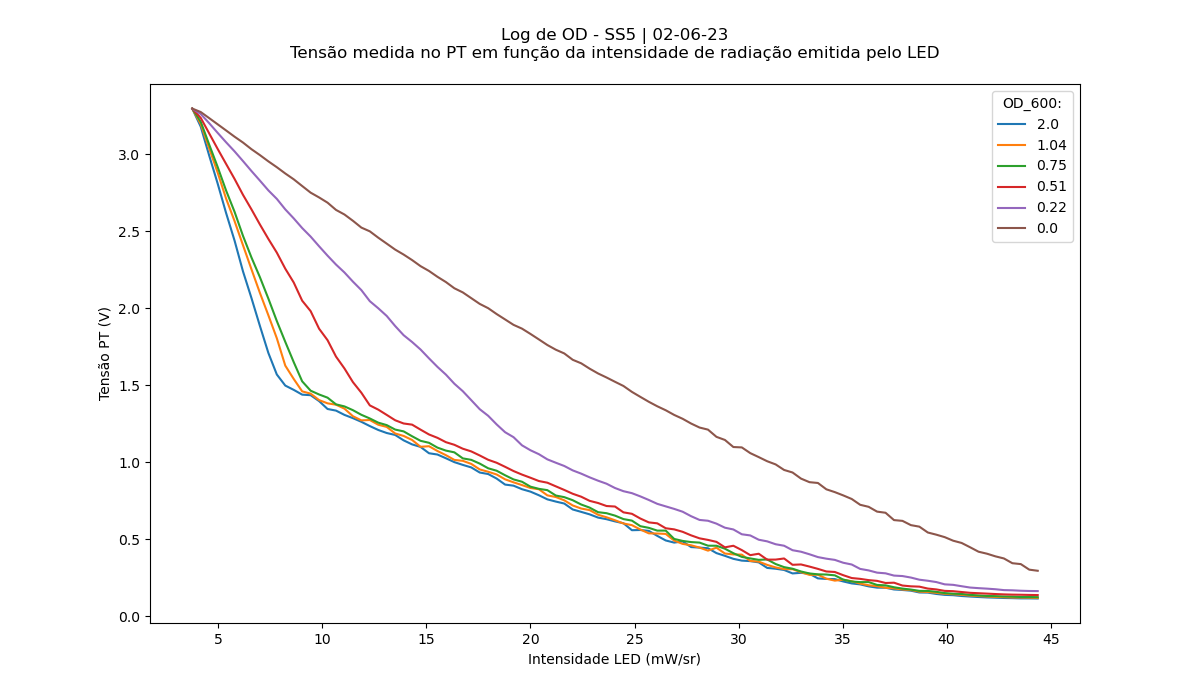 Log de OD - SS5 | 02-06-23
Tensão medida no PT em função da intensidade de radiação emitida pelo LED
OD_600:
2.0
1.04
0.75
0.51
0.22
0.0
3.0
2.5
2.0
1.5
1.0
0.5
0.0
Tensão PT (V)
5 10 15 20 25 30 35 40 45
Intensidade LED (mW/sr)